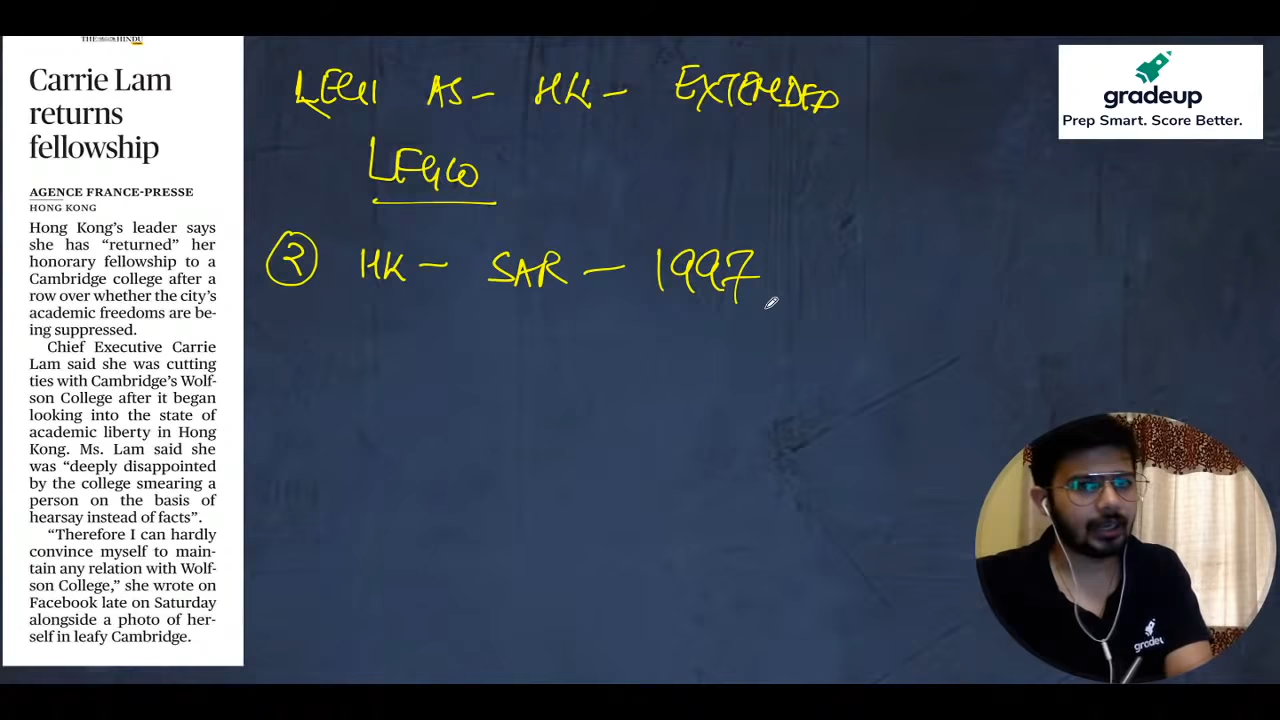 THE HINDU
Carrie Lam
returns
fellowship
AGENCE FRANCE-PRESSE
HONG KONG
Hong Kong's leader says
she has “returned” her
honorary fellowship to a
Cambridge college after a
row over whether the city's
academic freedoms are be-
ing suppressed.
Chief Executive Carrie
Lam said she was cutting
ties with Cambridge's Wolf-
son College after it began
looking into the state of
academic liberty in Hong
Kong. Ms. Lam said she
was “deeply disappointed
by the college smearing a
person on the basis of
hearsay instead of facts”.
“Therefore I can hardly
convince myself to main-
tain any relation with Wolf-
son College,” she wrote on
Facebook late on Saturday
alongside a photo of her-
self in leafy Cambridge.
AS - HK - EXTENDED
LEGCO
② HK - SAR - 1997
gradeup
Prep Smart. Score Better.
gradeup